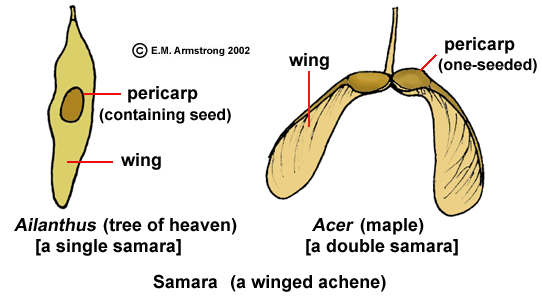 © E.M. Armstrong 2002
pericarp
(containing seed)
wing
wing
pericarp
(one-seeded)
Ailanthus (tree of heaven)
[a single samara]
Acer (maple)
[a double samara]
Samara (a winged achene)